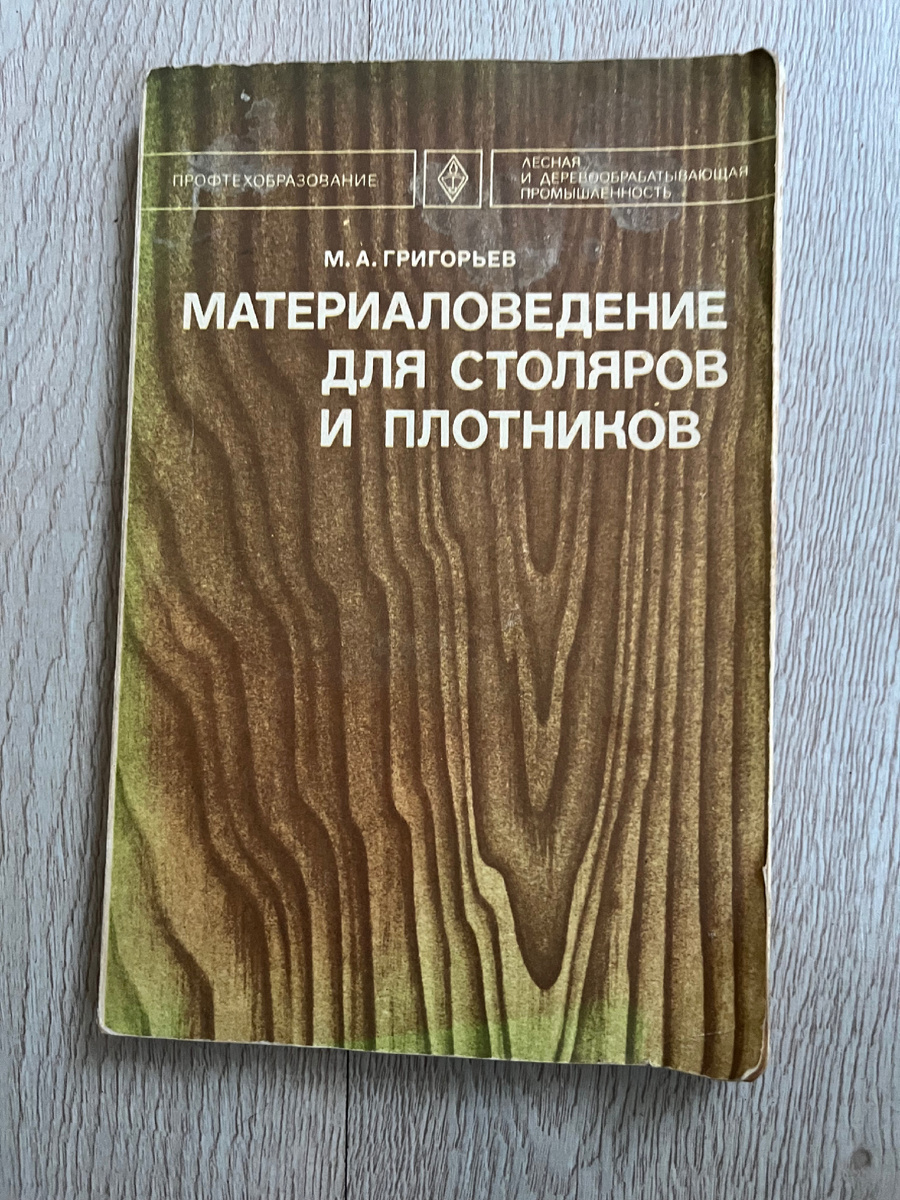 ПРОФТЕХОБРАЗОВАНИЕ
ЛЕСНАЯ
И ДЕРЕВООБРАБАТЫВАЮЩАЯ
ПРОМЫШЛЕННОСТЬ
М. А. ГРИГОРЬЕВ
МАТЕРИАЛОВЕДЕНИЕ
ДЛЯ СТОЛЯРОВ
И ПЛОТНИКОВ